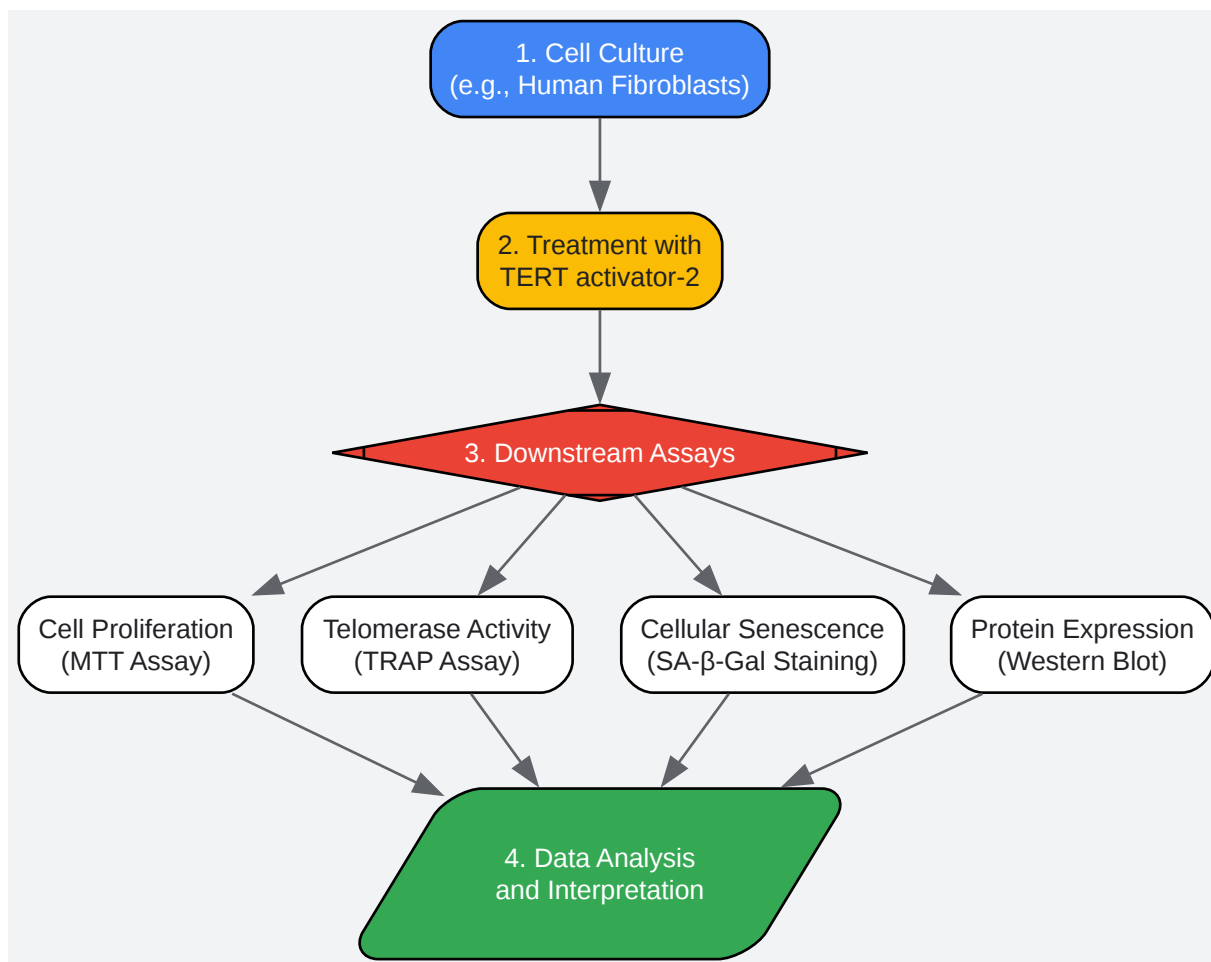 1. Cell Culture
(e.g., Human Fibroblasts)
2. Treatment with
TERT activator-2
3. Downstream Assays
Cell Proliferation
(MTT Assay)
Telomerase Activity
(TRAP Assay)
Cellular Senescence
(SA-β-Gal Staining)
Protein Expression
(Western Blot)
4. Data Analysis
and Interpretation